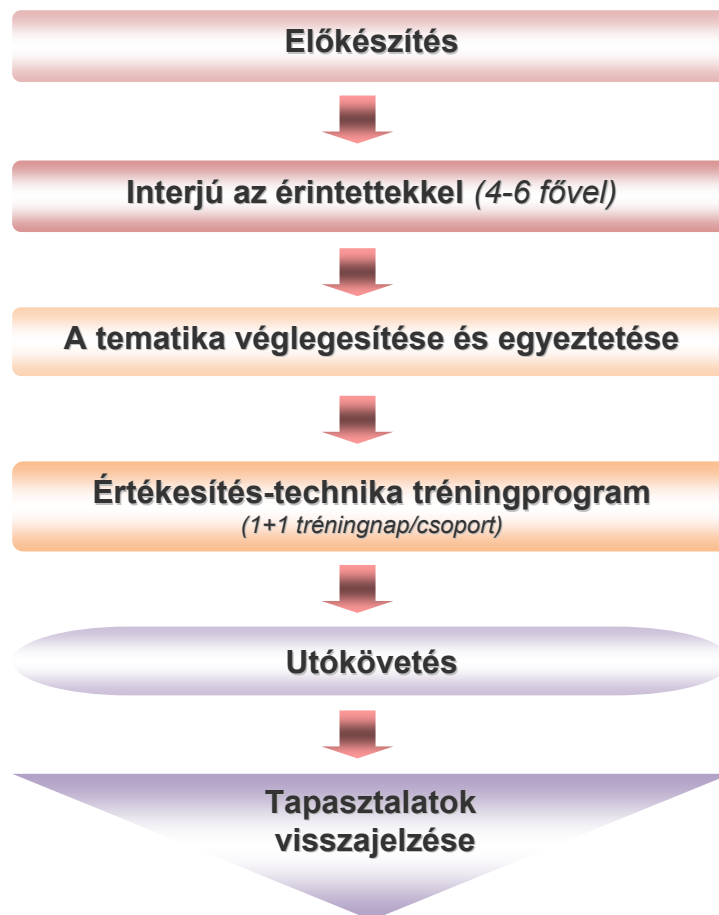 Előkészítés
Interjú az érintettekkel (4-6 fővel)
A tematika véglegesítése és egyeztetése
Értékesítés-technika tréningprogram
(1+1 tréningnap/csoport)
Utókövetés
Tapasztalatok
visszajelzése